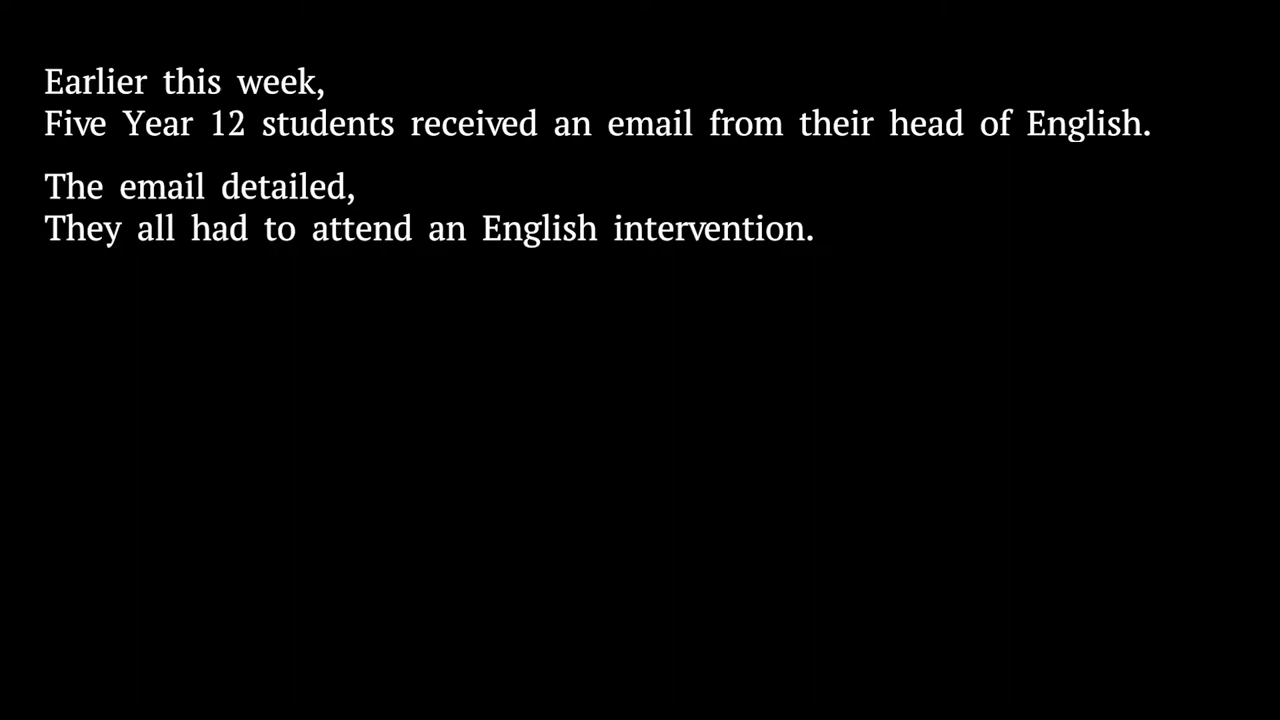 Earlier this week,
Five Year 12 students received an email from their head of English.
The email detailed,
They all had to attend an English intervention.